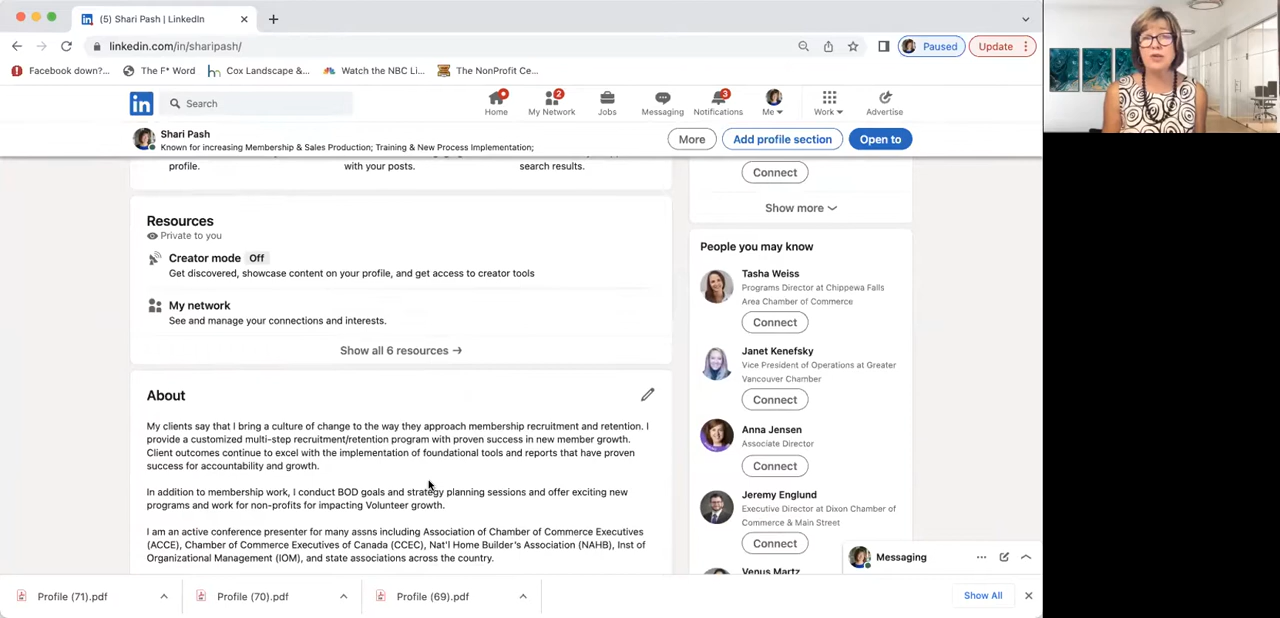 (5) Shari Pash | LinkedIn
linkedin.com/in/sharipash/
Paused
Update
Facebook down?...
The F* Word
Cox Landscape &...
Watch the NBC Li...
The NonProfit Ce...
in
Search
Home
2
My Network
Jobs
Messaging
3
Notifications
Me
Work
Advertise
Shari Pash
Known for increasing Membership & Sales Production; Training & New Process Implementation;
More
Add profile section
Open to
profile.
with your posts.
search results.
Resources
Private to you
Creator mode Off
Get discovered, showcase content on your profile, and get access to creator tools
My network
See and manage your connections and interests.
Show all 6 resources →
About
My clients say that I bring a culture of change to the way they approach membership recruitment and retention. I
provide a customized multi-step recruitment/retention program with proven success in new member growth.
Client outcomes continue to excel with the implementation of foundational tools and reports that have proven
success for accountability and growth.
In addition to membership work, I conduct BOD goals and strategy planning sessions and offer exciting new
programs and work for non-profits for impacting Volunteer growth.
I am an active conference presenter for many assns including Association of Chamber of Commerce Executives
(ACCE), Chamber of Commerce Executives of Canada (CCEC), Nat'l Home Builder's Association (NAHB), Inst of
Organizational Management (IOM), and state associations across the country.
Connect
Show more
People you may know
Tasha Weiss
Programs Director at Chippewa Falls
Area Chamber of Commerce
Connect
Janet Kenefsky
Vice President of Operations at Greater
Vancouver Chamber
Connect
Anna Jensen
Associate Director
Connect
Jeremy Englund
Executive Director at Dixon Chamber of
Commerce & Main Street
Connect
Venus Martz
Messaging
Profile (71).pdf
Profile (70).pdf
Profile (69).pdf
Show All